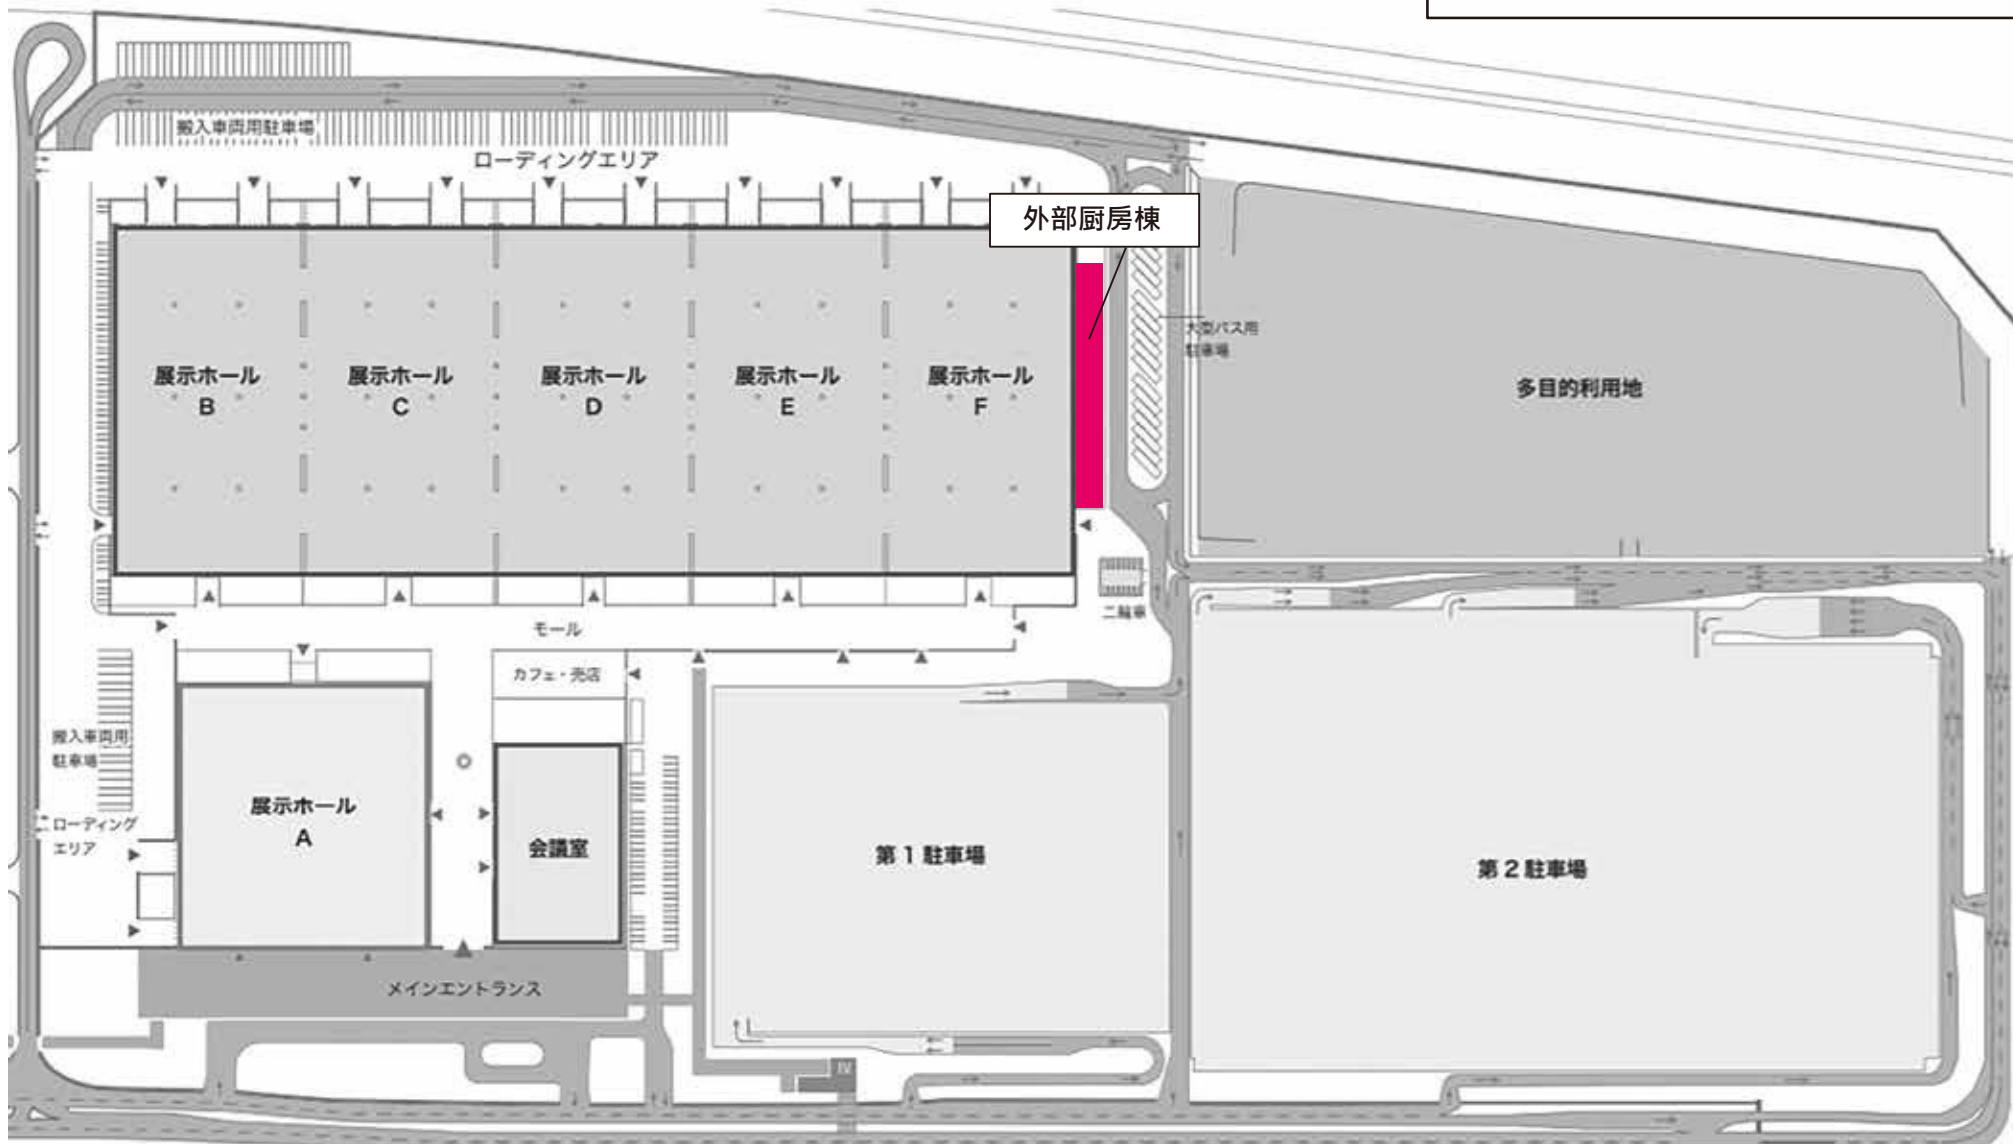 搬入車両用駐車場
ローディングエリア
外部厨房棟
大型バス用
駐車場
展示ホール
B
展示ホール
C
展示ホール
D
展示ホール
E
展示ホール
F
多目的利用地
二輪車
モール
カフェ・売店
搬入車両用
駐車場
展示ホール
A
ローディング
エリア
会議室
第1駐車場
第2駐車場
メインエントランス
EV